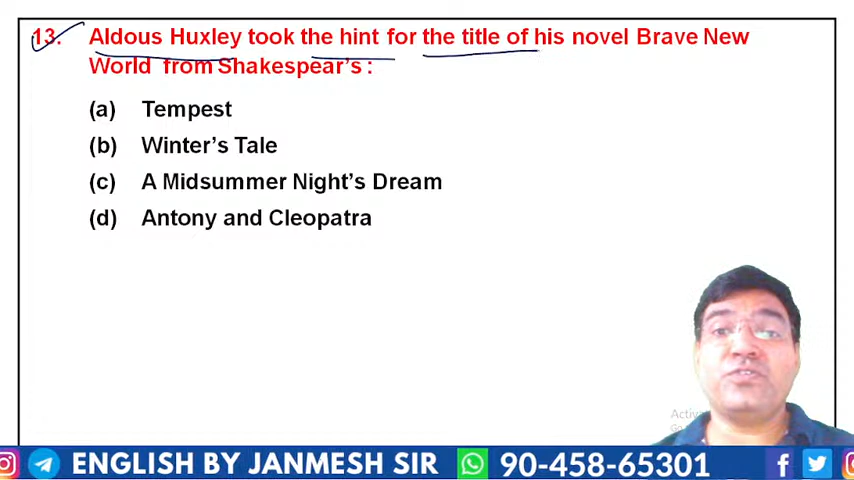 13. Aldous Huxley took the hint for the title of his novel Brave New
World from Shakespear's :
(a) Tempest
(b) Winter's Tale
(c) A Midsummer Night's Dream
(d) Antony and Cleopatra
Activ
ENGLISH BY JANMESH SIR 90-458-65301